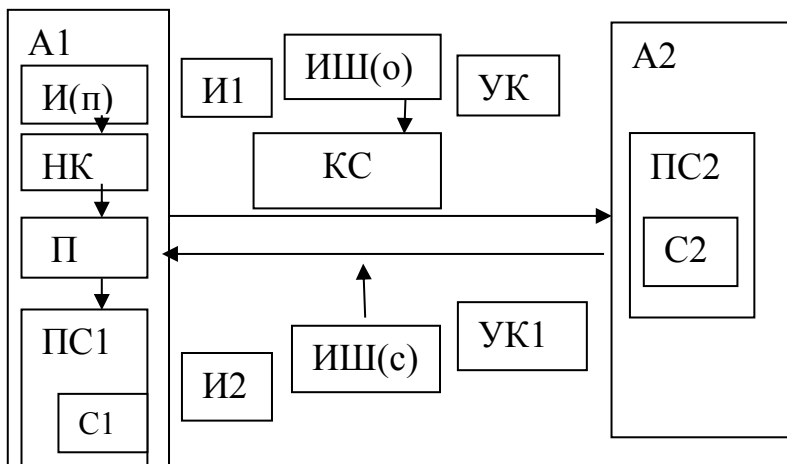 А1
И(п)
НК
П
ПС1
С1
И1
ИШ(о)
УК
КС
И2
ИШ(с)
УК1
А2
ПС2
С2